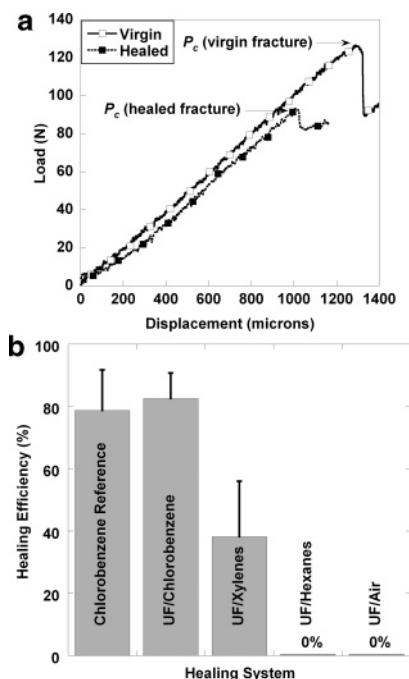 a
Virgin
Healed
P_c (virgin fracture)
P_c (healed fracture)
Load (N)
140
120
100
80
60
40
20
0
0 200 400 600 800 1000 1200 1400
Displacement (microns)
b
Healing Efficiency (%)
100
80
60
40
20
0
Chlorobenzene Reference
UF/Chlorobenzene
UF/Xylenes
UF/Hexanes
0%
UF/Air
0%
Healing System